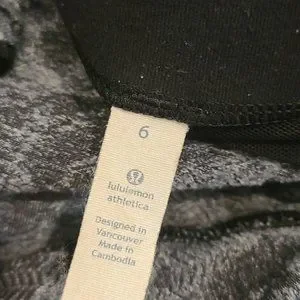 6
lululemon
athletica
Designed in
Vancouver
Made in
Cambodia